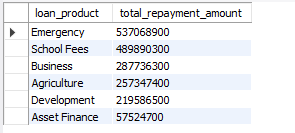 loan_product total_repayment_amount
Emergency 537068900
School Fees 489890300
Business 287736300
Agriculture 257347400
Development 219586500
Asset Finance 57524700